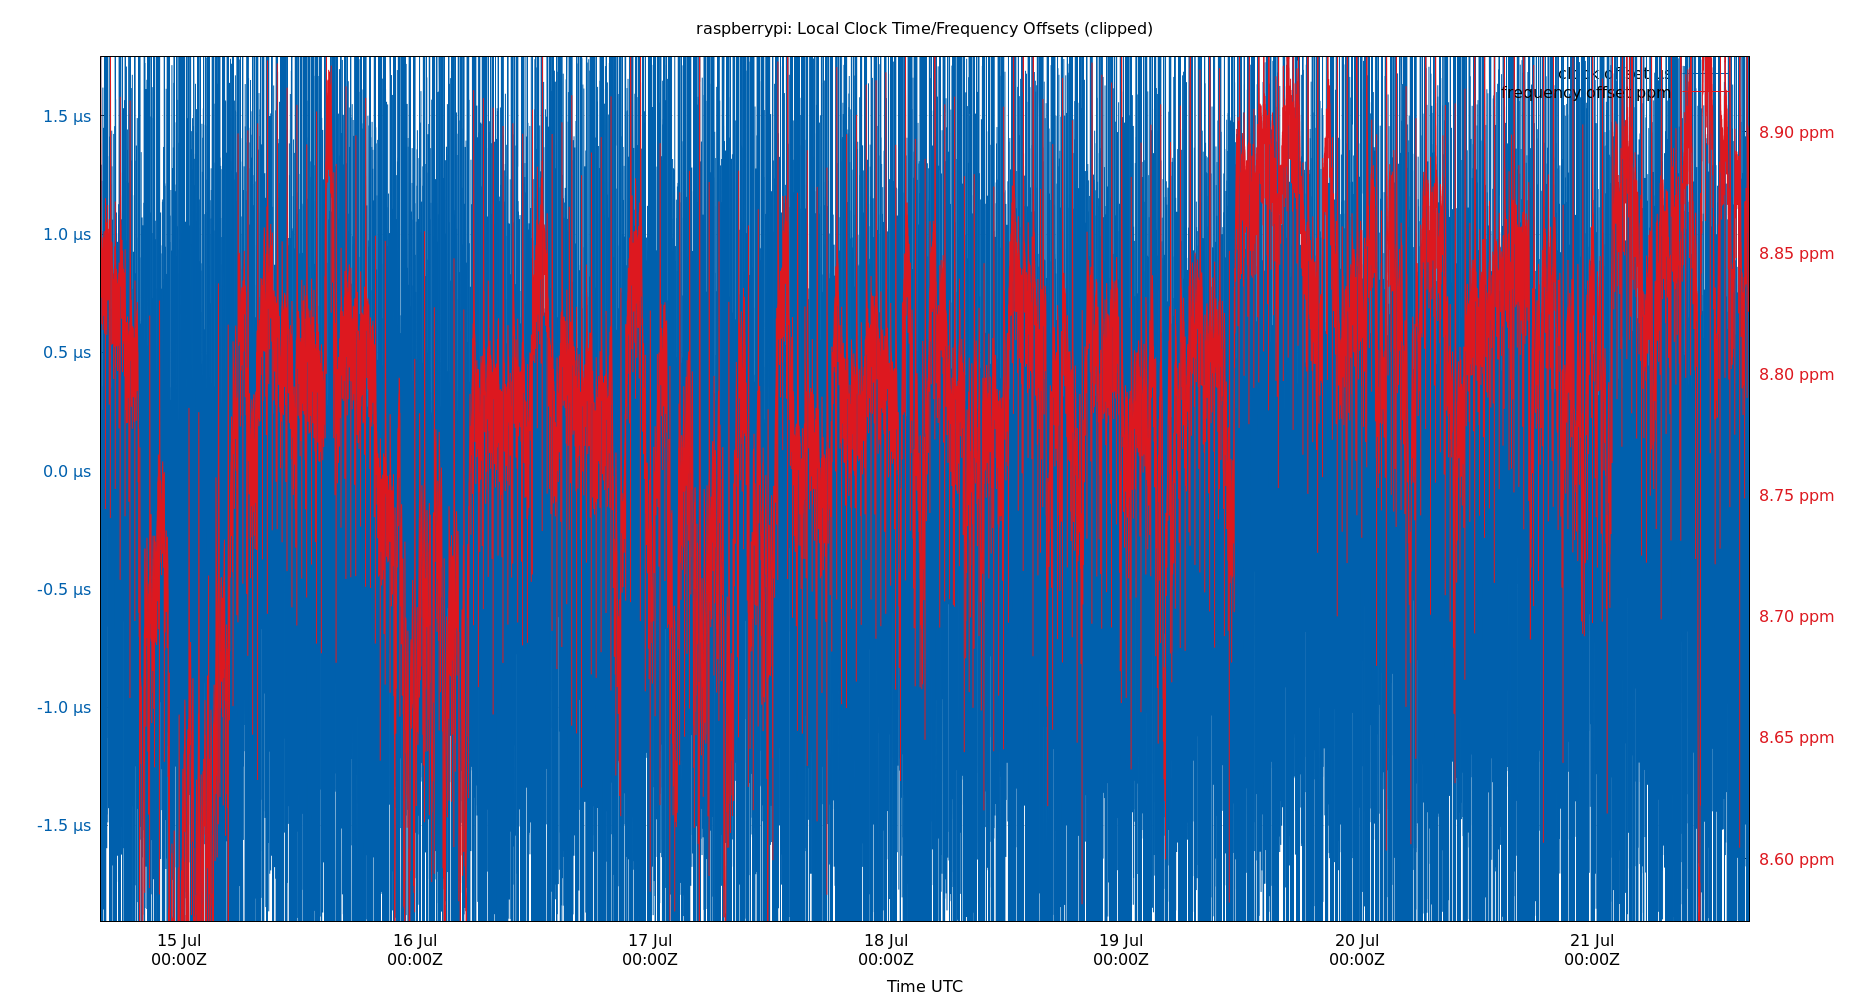 raspberrypi: Local Clock Time/Frequency Offsets (clipped)
clock offset µs
frequency offset ppm
1.5 µs
1.0 µs
0.5 µs
0.0 µs
-0.5 µs
-1.0 µs
-1.5 µs
8.90 ppm
8.85 ppm
8.80 ppm
8.75 ppm
8.70 ppm
8.65 ppm
8.60 ppm
15 Jul
00:00Z
16 Jul
00:00Z
17 Jul
00:00Z
18 Jul
00:00Z
19 Jul
00:00Z
20 Jul
00:00Z
21 Jul
00:00Z
Time UTC